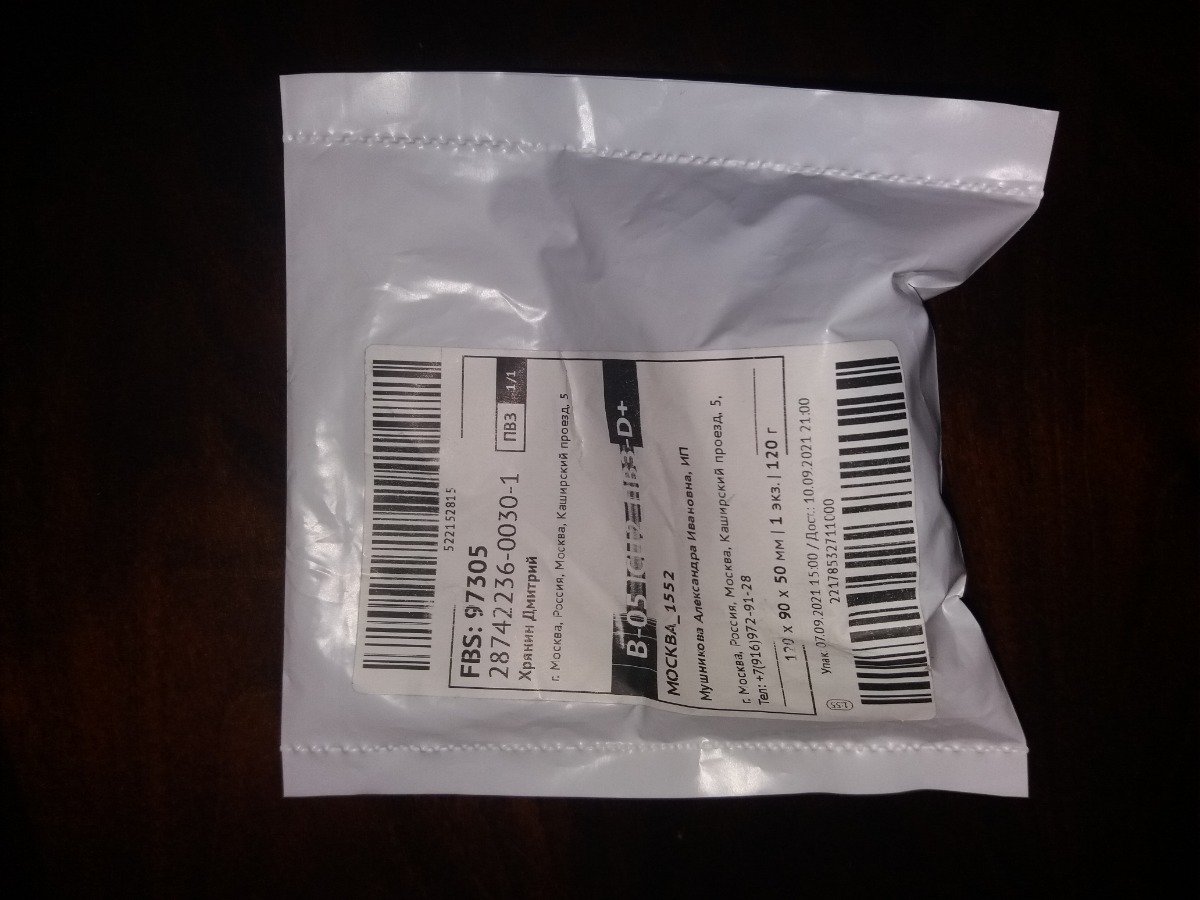 522152815
FBS: 97305
28742236-0030-1
ПВЗ 1/1
Хрянин Дмитрий
г. Москва, Россия, Москва, Каширский проезд, 5
МОСКВА_1552
Мушникова Александра Ивановна, ИП
г. Москва, Россия, Москва, Каширский проезд, 5,
Тел: +7(916)972-91-28
120 x 90 x 50 мм | 1 экз. | 120 г
Упак 07.09.2021 15:00 / Дост.: 10.09.2021 21:00
22178532711000